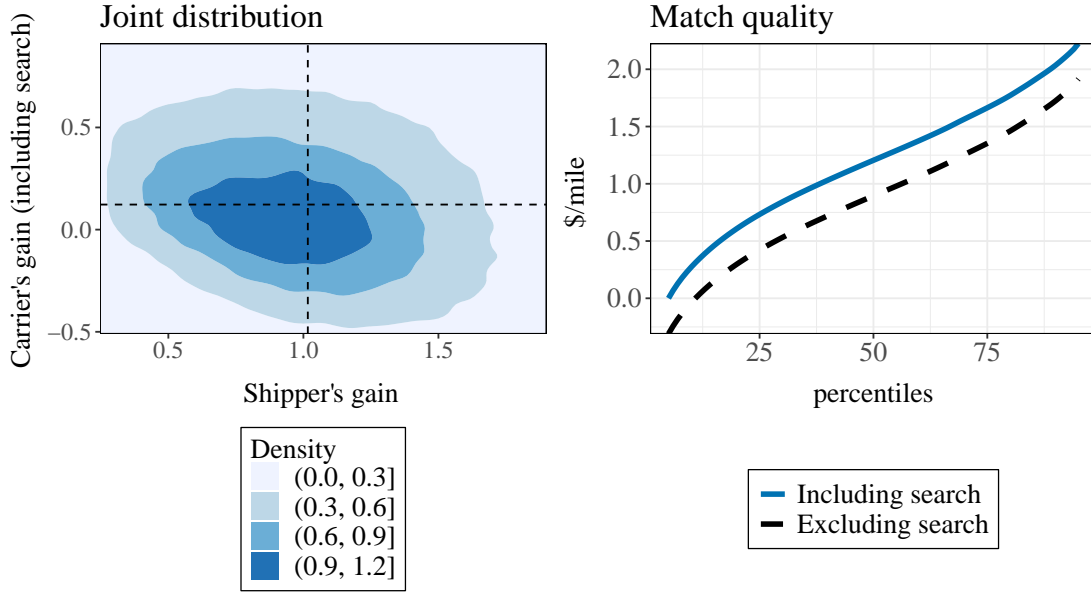 Joint distribution
Carrier's gain (including search)
0.5
0.0
−0.5
0.5
1.0
1.5
Shipper's gain
Density
(0.0, 0.3]
(0.3, 0.6]
(0.6, 0.9]
(0.9, 1.2]
Match quality
$/mile
2.0
1.5
1.0
0.5
0.0
25
50
75
percentiles
Including search
Excluding search